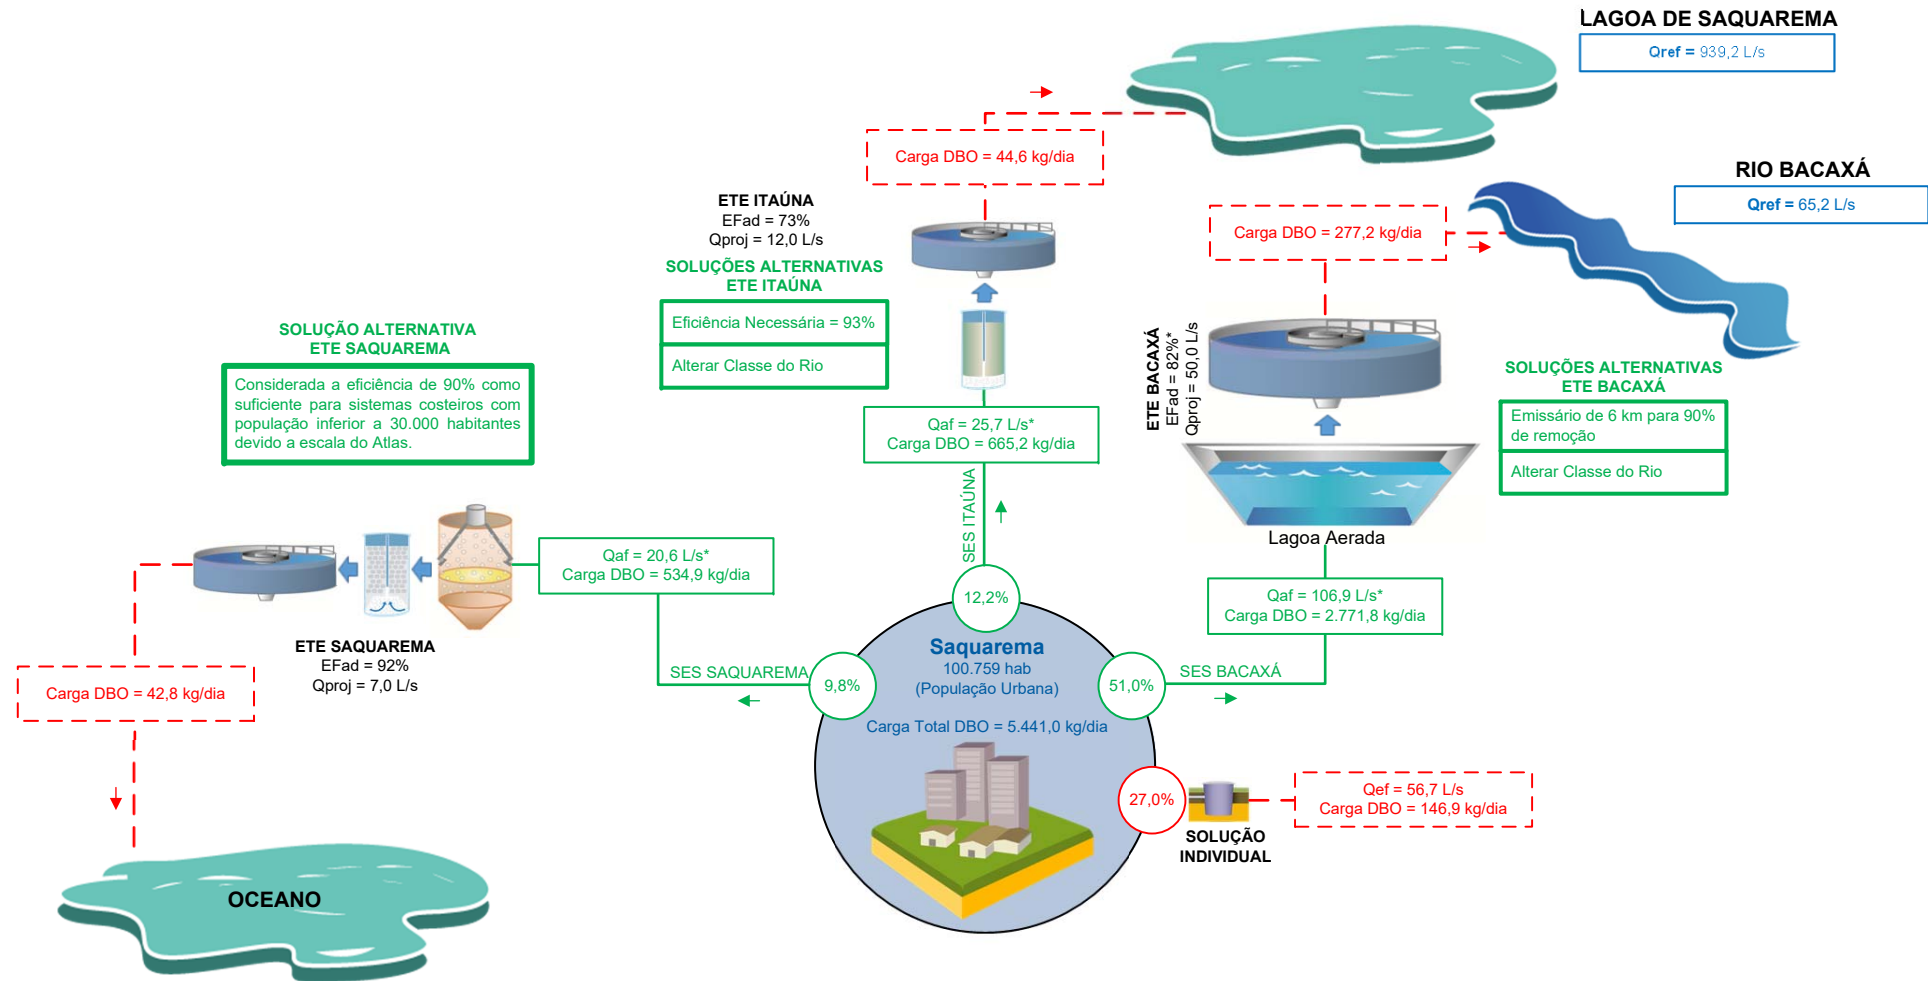 LAGOA DE SAQUAREMA
Qref = 939,2 L/s
Carga DBO = 44,6 kg/dia
RIO BACAXÁ
Qref = 65,2 L/s
Carga DBO = 277,2 kg/dia
ETE ITAÚNA
EFad = 73%
Qproj = 12,0 L/s
SOLUÇÕES ALTERNATIVAS
ETE ITAÚNA
Eficiência Necessária = 93%
Alterar Classe do Rio
SOLUÇÃO ALTERNATIVA
ETE SAQUAREMA
Considerada a eficiência de 90% como
suficiente para sistemas costeiros com
população inferior a 30.000 habitantes
devido a escala do Atlas.
ETE BACAXÁ
EFad = 82%*
Qproj = 50,0 L/s
SOLUÇÕES ALTERNATIVAS
ETE BACAXÁ
Emissário de 6 km para 90%
de remoção
Alterar Classe do Rio
Qaf = 25,7 L/s*
Carga DBO = 665,2 kg/dia
SES ITAÚNA
Lagoa Aerada
Qaf = 20,6 L/s*
Carga DBO = 534,9 kg/dia
Qaf = 106,9 L/s*
Carga DBO = 2.771,8 kg/dia
12,2%
ETE SAQUAREMA
EFad = 92%
Qproj = 7,0 L/s
Carga DBO = 42,8 kg/dia
SES SAQUAREMA
9,8%
Saquarema
100.759 hab
(População Urbana)
Carga Total DBO = 5.441,0 kg/dia
51,0%
SES BACAXÁ
27,0%
SOLUÇÃO
INDIVIDUAL
Qef = 56,7 L/s
Carga DBO = 146,9 kg/dia
OCEANO